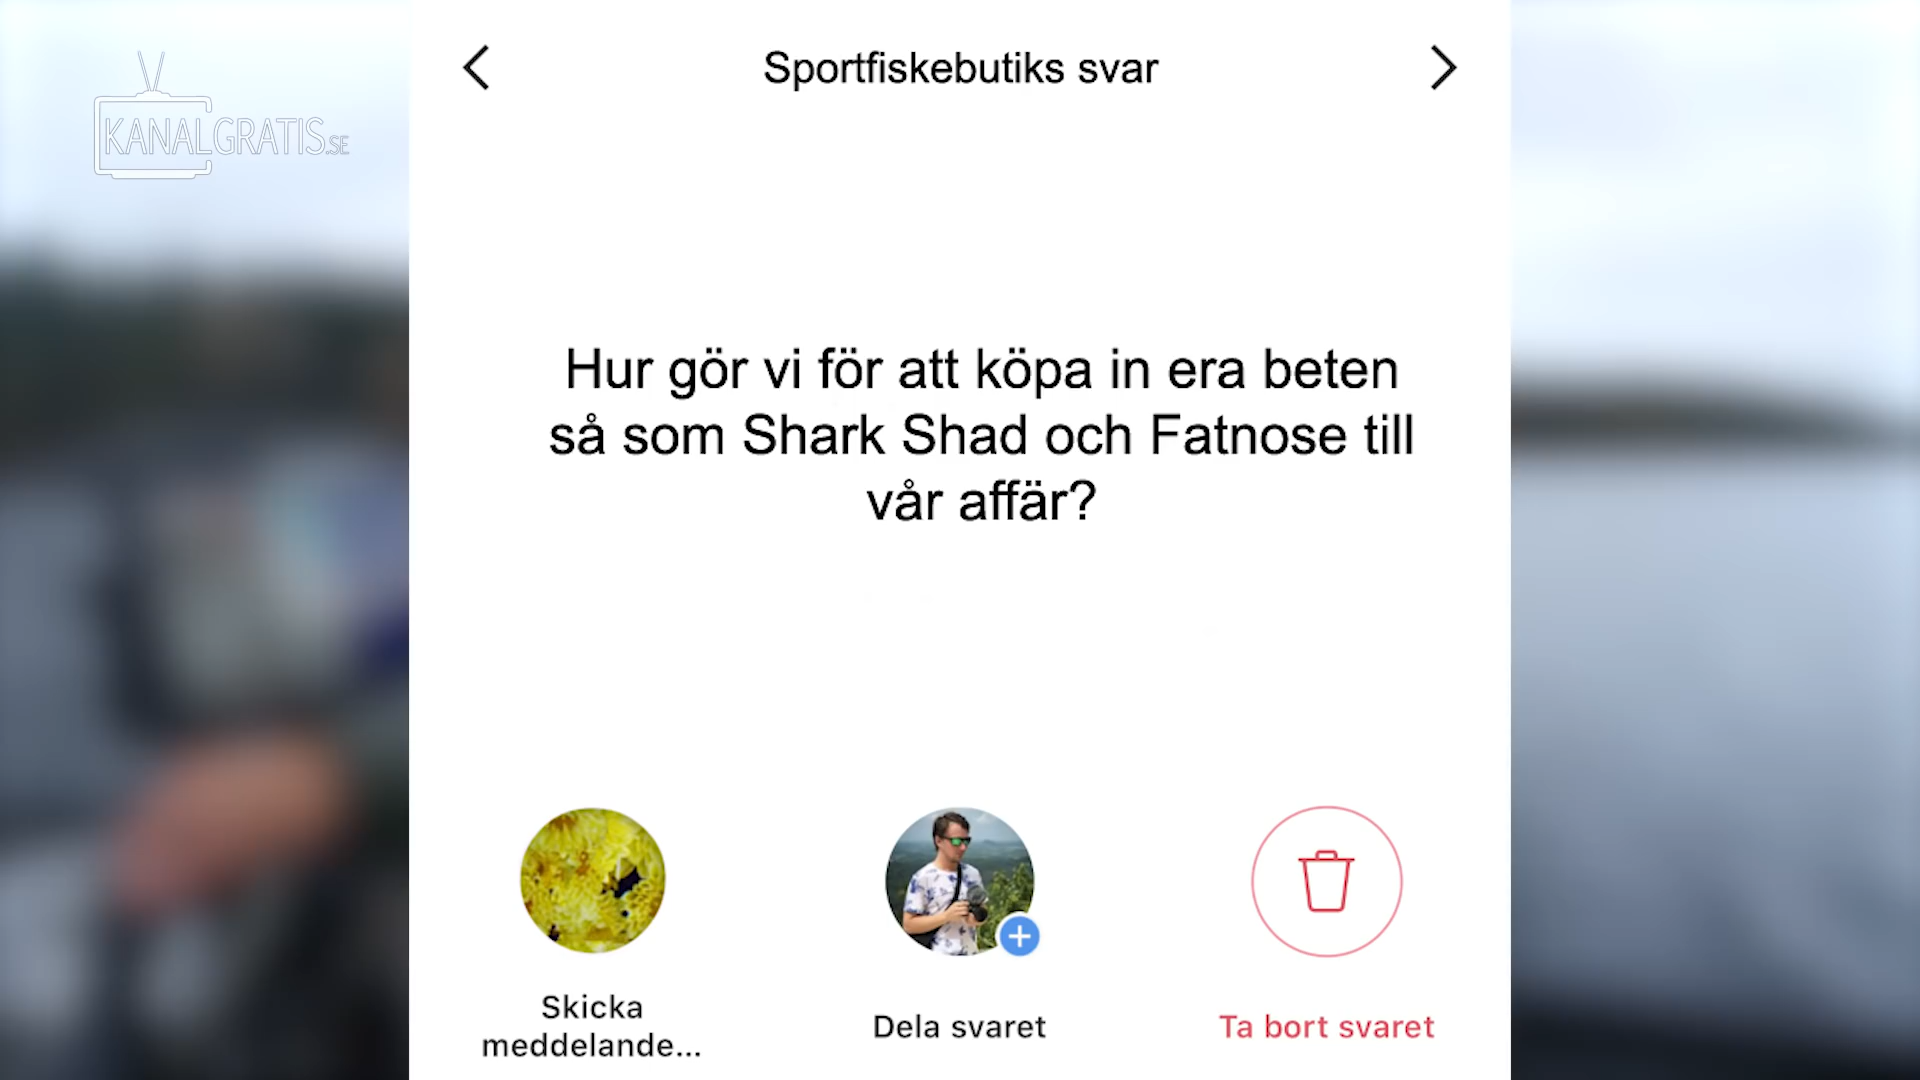 KANALGRATIS.SE
Sportfiskebutiks svar
Hur gör vi för att köpa in era beten
så som Shark Shad och Fatnose till
vår affär?
Skicka
meddelande...
Dela svaret
Ta bort svaret